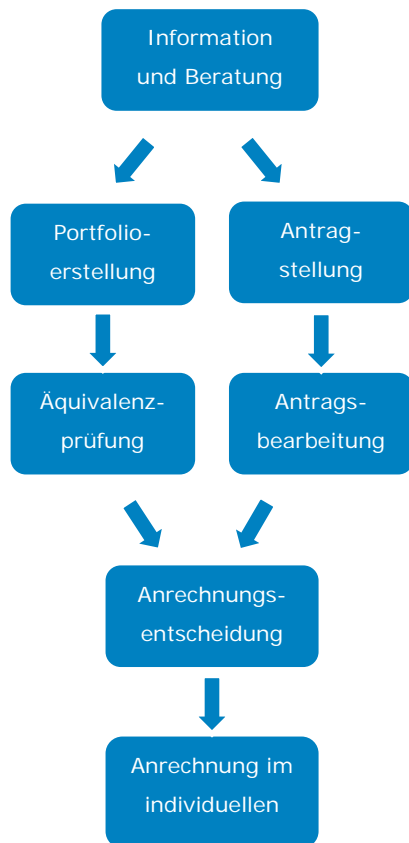 Information
und Beratung
Portfolio-
erstellung
Antrag-
stellung
Äquivalenz-
prüfung
Antrags-
bearbeitung
Anrechnungs-
entscheidung
Anrechnung im
individuellen